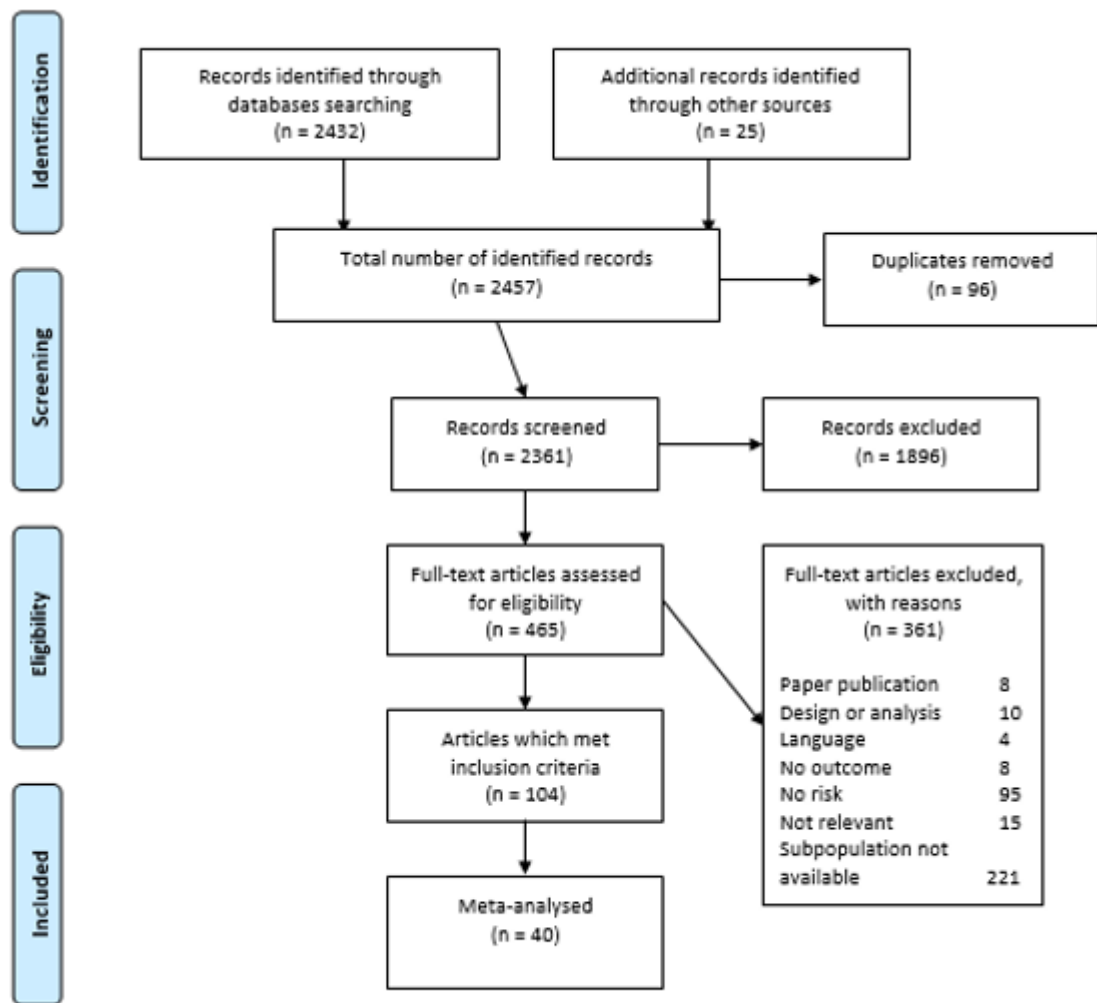 Identification
Records identified through
databases searching
(n = 2432)
Additional records identified
through other sources
(n = 25)
Total number of identified records
(n = 2457)
Duplicates removed
(n = 96)
Screening
Records screened
(n = 2361)
Records excluded
(n = 1896)
Eligibility
Full-text articles assessed
for eligibility
(n = 465)
Full-text articles excluded,
with reasons
(n = 361)
Paper publication 8
Design or analysis 10
Language 4
No outcome 8
No risk 95
Not relevant 15
Subpopulation not
available 221
Articles which met
inclusion criteria
(n = 104)
Included
Meta-analysed
(n = 40)